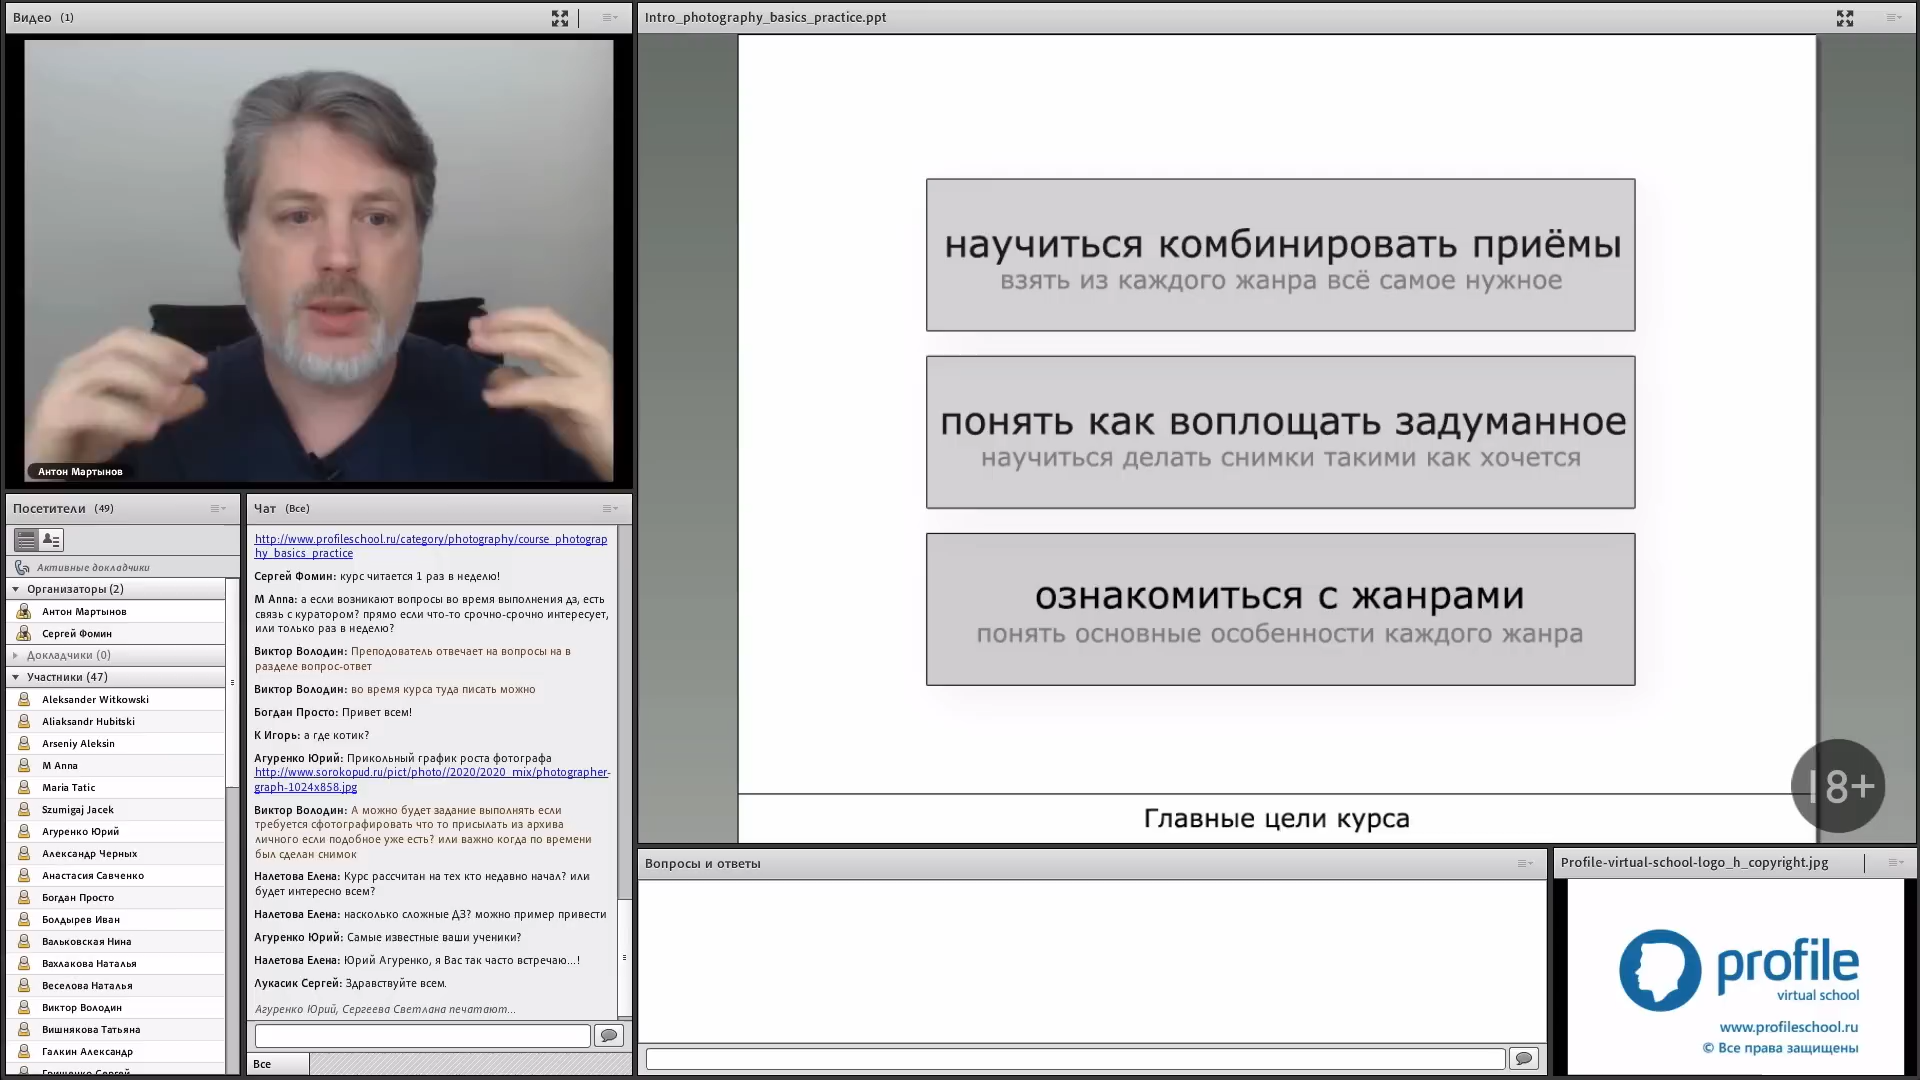 Видео (1)
Антон Мартынов
Посетители (49)
Активные докладчики
Организаторы (2)
Антон Мартынов
Сергей Фомин
Докладчики (0)
Участники (47)
Aleksander Witkowski
Aliaksandr Hubitski
Arseniy Aleksin
M Anna
Maria Tatic
Szumigaj Jacek
Агуренко Юрий
Александр Черных
Анастасия Савченко
Богдан Просто
Болдырев Иван
Вальковская Нина
Вахлакова Наталья
Веселова Наталья
Виктор Володин
Вишнякова Татьяна
Галкин Александр
Грищенко Сергей
Чат (Все)
http://www.profileschool.ru/category/photography/course_photograp
hy_basics_practice
Сергей Фомин: курс читается 1 раз в неделю!
M Anna: а если возникают вопросы во время выполнения дз, есть
связь с куратором? прямо если что-то срочно-срочно интересует,
или только раз в неделю?
Виктор Володин: Преподователь отвечает на вопросы на в
разделе вопрос-ответ
Виктор Володин: во время курса туда писать можно
Богдан Просто: Привет всем!
К Игорь: а где котик?
Агуренко Юрий: Прикольный график роста фотографа
http://www.sorokopud.ru/pict/photo//2020/2020_mix/photographer-
graph-1024x858.jpg
Виктор Володин: А можно будет задание выполнять если
требуется сфотографировать что то присылать из архива
личного если подобное уже есть? или важно когда по времени
был сделан снимок
Налетова Елена: Курс рассчитан на тех кто недавно начал? или
будет интересно всем?
Налетова Елена: насколько сложные ДЗ? можно пример привести
Агуренко Юрий: Самые известные ваши ученики?
Налетова Елена: Юрий Агуренко, я Вас так часто встречаю...!
Лукасик Сергей: Здравствуйте всем.
Агуренко Юрий, Сергеева Светлана печатают...
Все
Intro_photography_basics_practice.ppt
научиться комбинировать приёмы
взять из каждого жанра всё самое нужное
понять как воплощать задуманное
научиться делать снимки такими как хочется
ознакомиться с жанрами
понять основные особенности каждого жанра
18+
Главные цели курса
Вопросы и ответы
Profile-virtual-school-logo_h_copyright.jpg
profile
virtual school
www.profileschool.ru
© Все права защищены